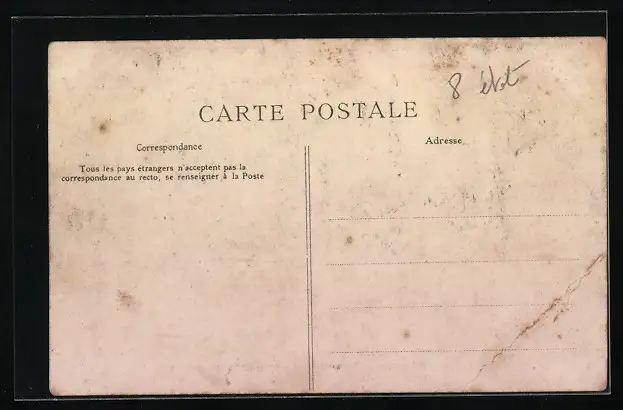 8 état
CARTE POSTALE
Correspondance
Adresse
Tous les pays étrangers n'acceptent pas la
correspondance au recto, se renseigner à la Poste